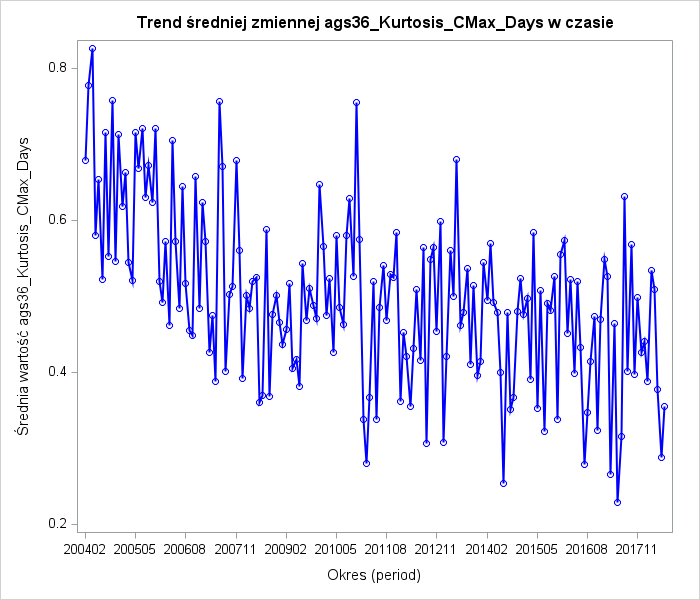 Trend średniej zmiennej ags36_Kurtosis_CMax_Days w czasie
Średnia wartość ags36_Kurtosis_CMax_Days
0.8
0.6
0.4
0.2
200402 200505 200608 200711 200902 201005 201108 201211 201402 201505 201608 201711
Okres (period)